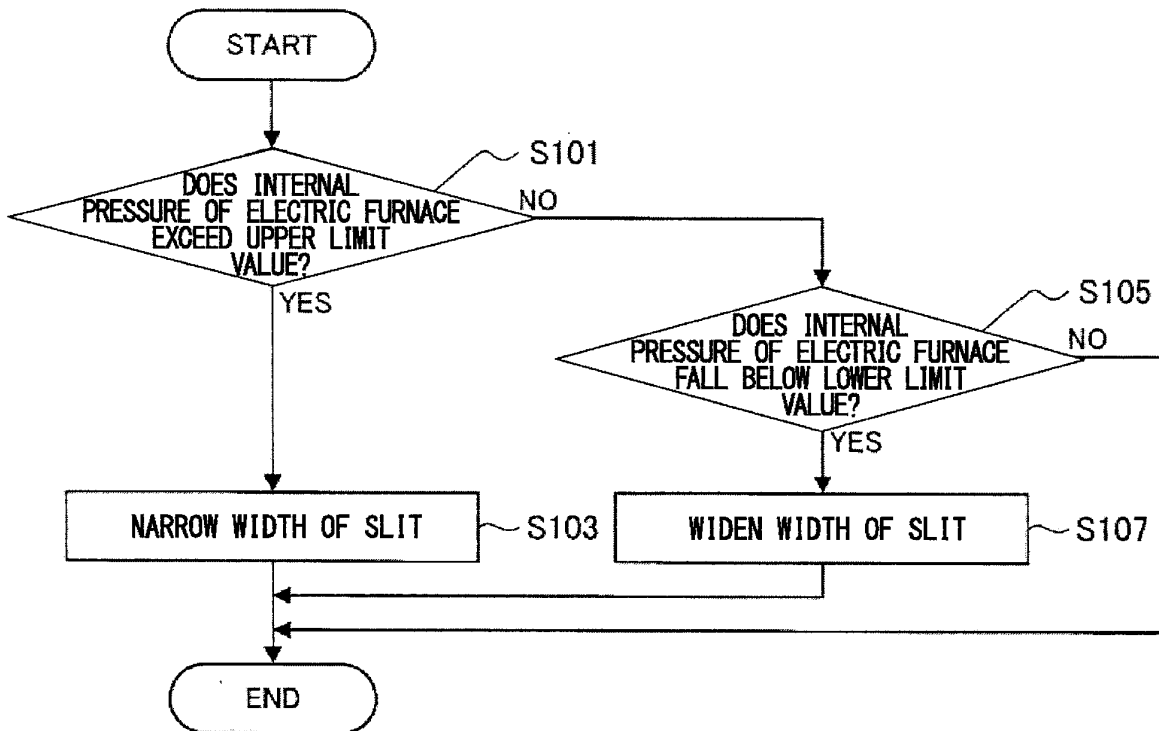 START
S101
DOES INTERNAL
PRESSURE OF ELECTRIC FURNACE
EXCEED UPPER LIMIT
VALUE?
NO
YES
S105
DOES INTERNAL
PRESSURE OF ELECTRIC FURNACE
FALL BELOW LOWER LIMIT
VALUE?
NO
YES
NARROW WIDTH OF SLIT
S103
WIDEN WIDTH OF SLIT
S107
END